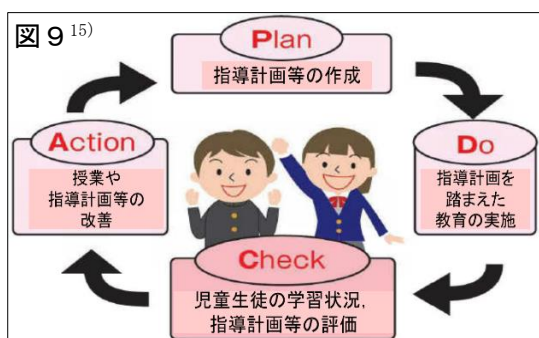 図９15)
Plan
指導計画等の作成
Do
指導計画を
踏まえた
教育の実施
Check
児童生徒の学習状況，
指導計画等の評価
Action
授業や
指導計画等の
改善